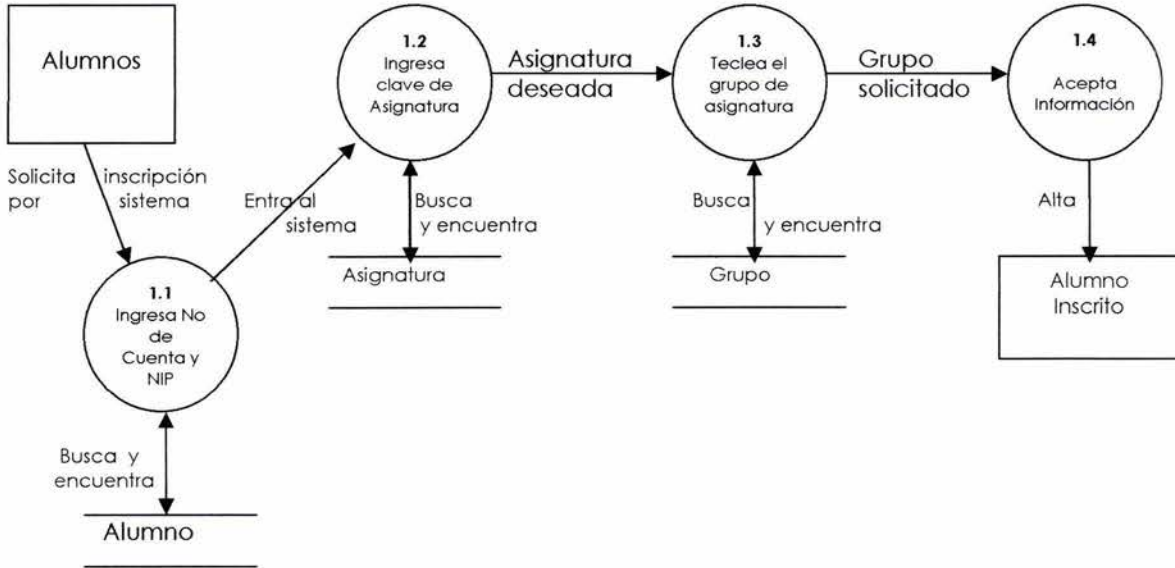 Alumnos
Solicita inscripción
por sistema
1.1
Ingresa No
de
Cuenta y
NIP
Busca y
encuentra
Alumno
Entra al
sistema
1.2
Ingresa
clave de
Asignatura
Busca
y encuentra
Asignatura
Asignatura
deseada
1.3
Teclea el
grupo de
asignatura
Busca
y encuentra
Grupo
Grupo
solicitado
1.4
Acepta
Información
Alta
Alumno
Inscrito